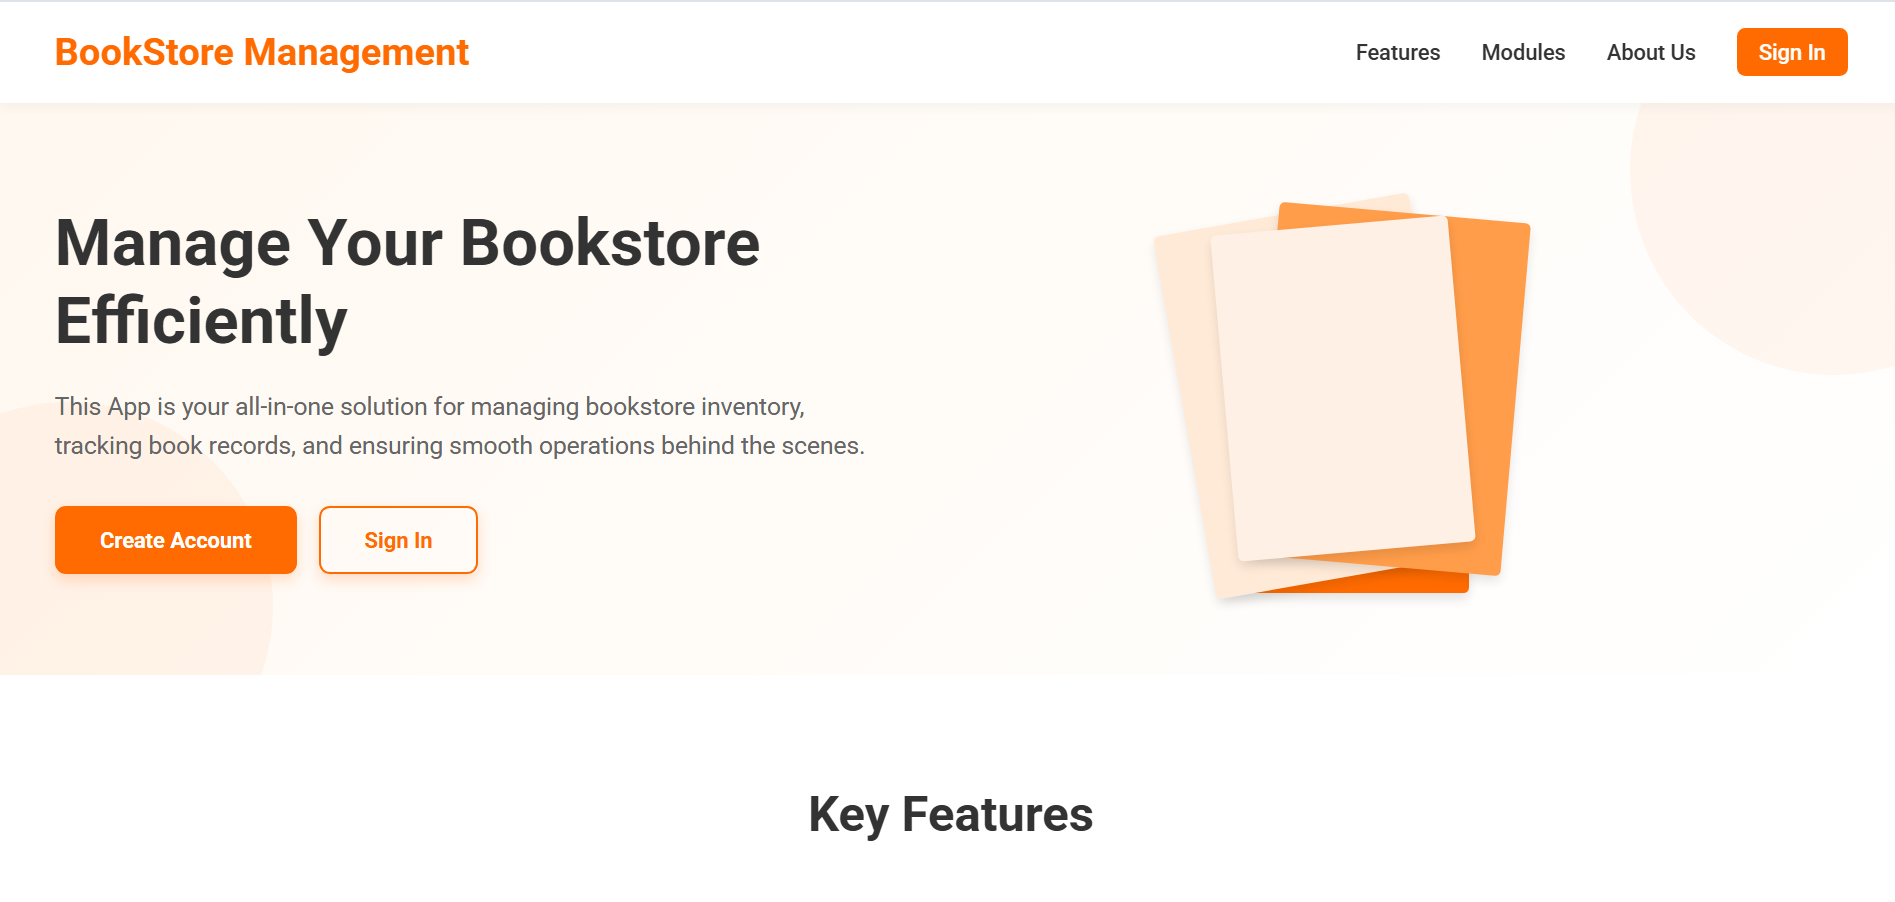 BookStore Management
Features
Modules
About Us
Sign In
Manage Your Bookstore
Efficiently
This App is your all-in-one solution for managing bookstore inventory,
tracking book records, and ensuring smooth operations behind the scenes.
Create Account
Sign In
Key Features